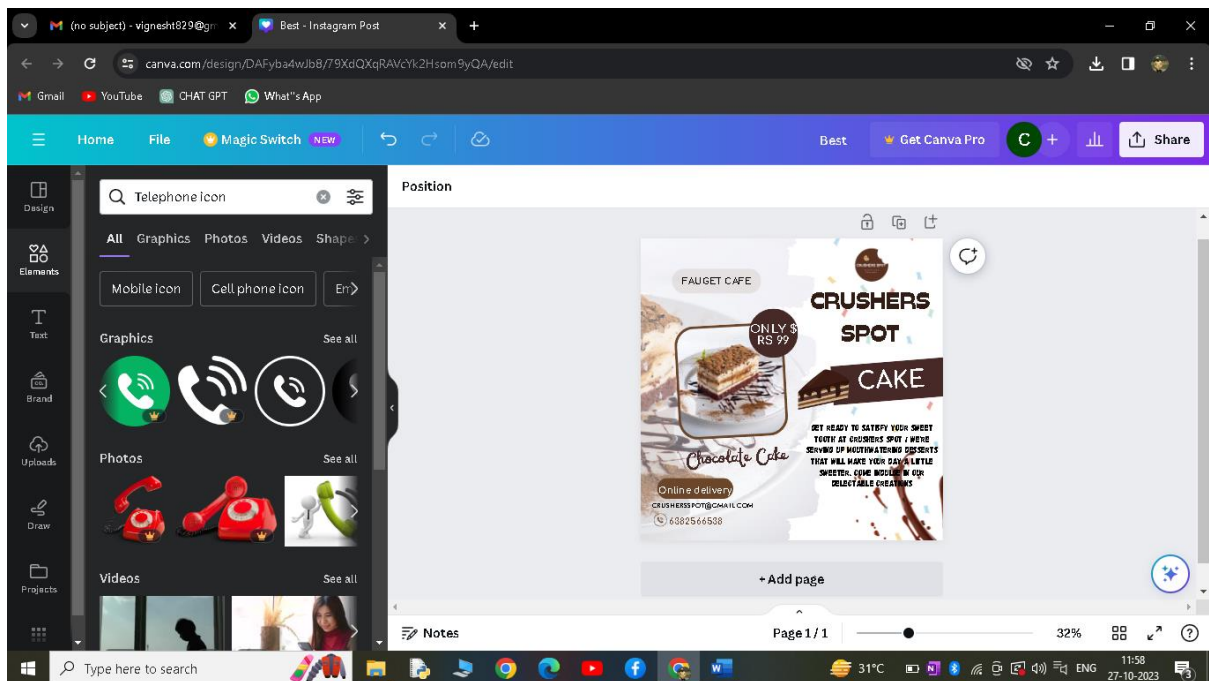 (no subject) - vignesht829@gm
Best - Instagram Post
canva.com/design/DAFyba4wJb8/79XdQXqRAVcYk2Hsom9yQA/edit
Gmail
YouTube
CHAT GPT
What"s App
Home
File
Magic Switch
NEW
Best
Get Canva Pro
C
Share
Design
Elements
Text
Brand
Uploads
Draw
Projects
Telephone icon
All
Graphics
Photos
Videos
Shape
Mobile icon
Cell phone icon
Em
Graphics
See all
Photos
See all
Videos
See all
Position
FAUGET CAFE
ONLY $
RS 99
Chocolate Cake
Online delivery
CRUSHERSSPOT@GMAIL.COM
6382566538
CRUSHERS
SPOT
CAKE
GET READY TO SATISFY YOUR SWEET
TOOTH AT CRUSHERS SPOT ! WE'RE
SERVING UP MOUTHWATERING DESSERTS
THAT WILL MAKE YOUR DAY A LITTLE
SWEETER. COME INDULGE IN OUR
DELECTABLE CREATIONS
+ Add page
Notes
Page 1 / 1
32%
Type here to search
31°C
ENG
11:58
27-10-2023
3